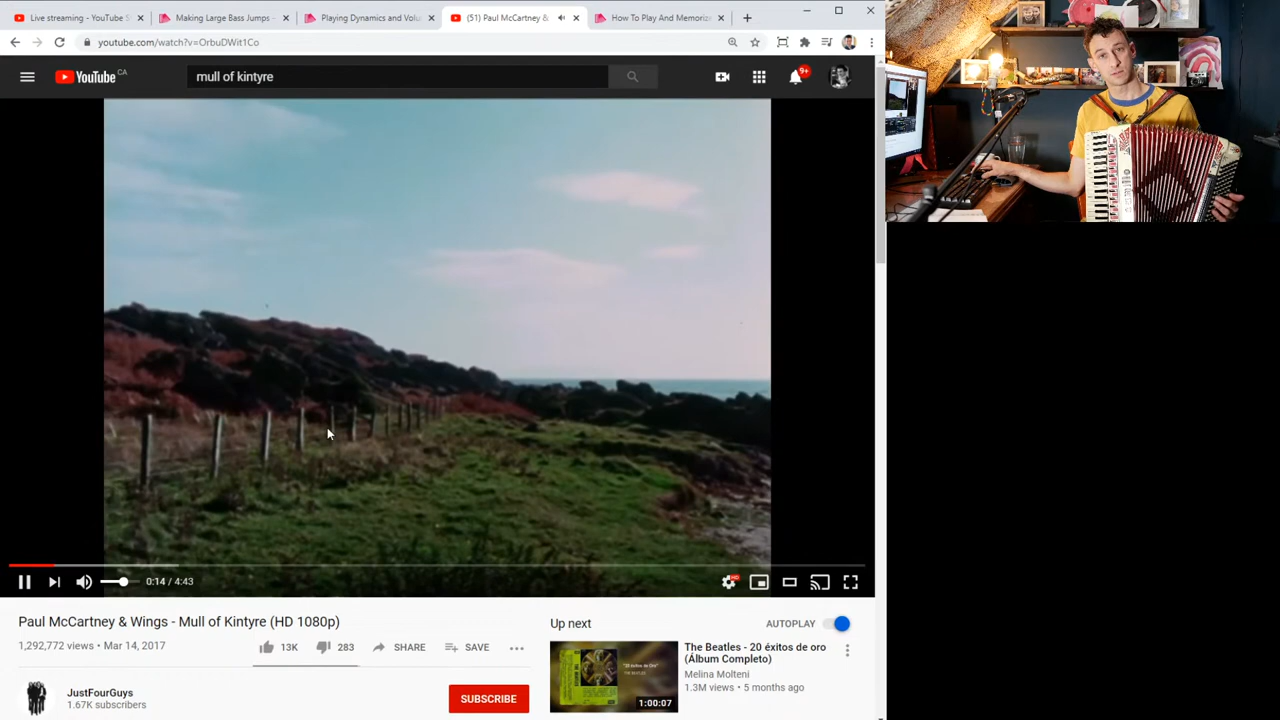 Live streaming - YouTube S
Making Large Bass Jumps -
Playing Dynamics and Volu
(51) Paul McCartney &
How To Play And Memoriz
youtube.com/watch?v=OrbuDWit1Co
YouTube CA
mull of kintyre
9+
0:14 / 4:43
HD
Paul McCartney & Wings - Mull of Kintyre (HD 1080p)
1,292,772 views • Mar 14, 2017
13K
283
SHARE
SAVE
JustFourGuys
1.67K subscribers
SUBSCRIBE
Up next
AUTOPLAY
1:00:07
The Beatles - 20 éxitos de oro
(Álbum Completo)
Melina Molteni
1.3M views • 5 months ago